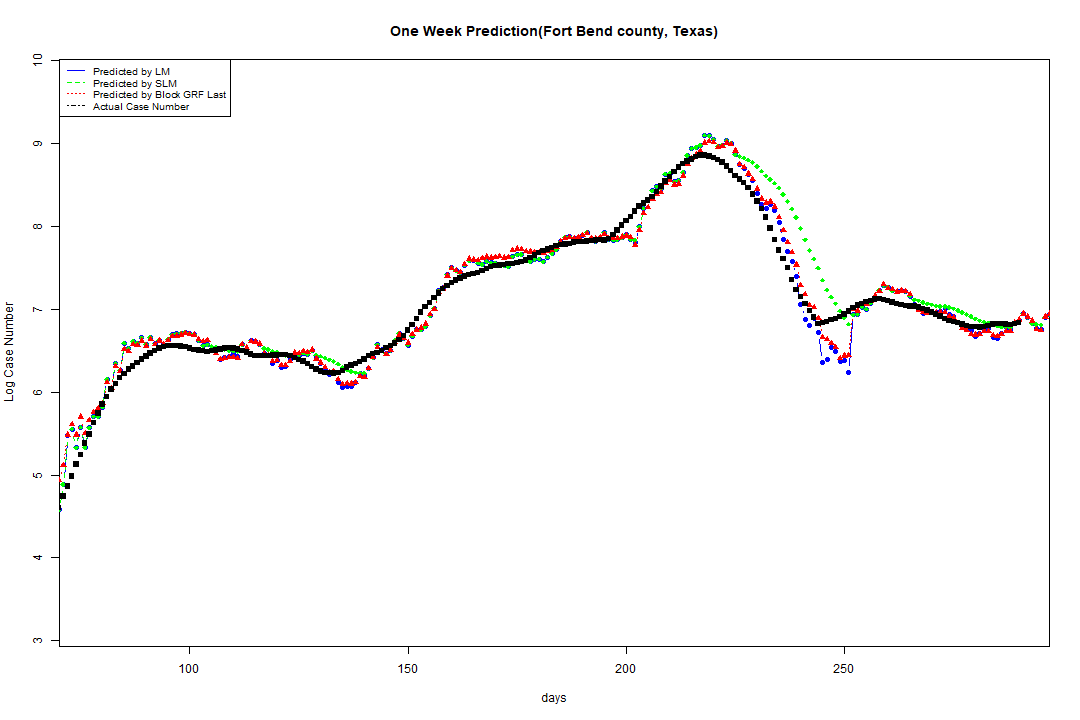 One Week Prediction(Fort Bend county, Texas)
Predicted by LM
Predicted by SLM
Predicted by Block GRF Last
Actual Case Number
10
9
8
7
6
5
4
3
Log Case Number
100 150 200 250
days